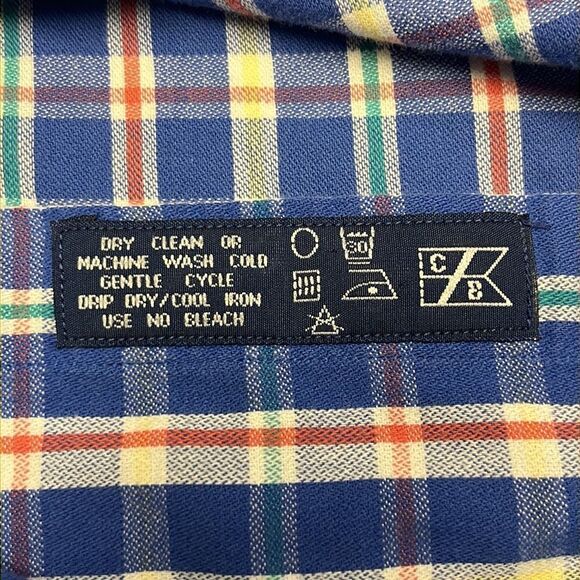 DRY CLEAN OR
MACHINE WASH COLD
GENTLE CYCLE
DRIP DRY/COOL IRON
USE NO BLEACH
30
C
B